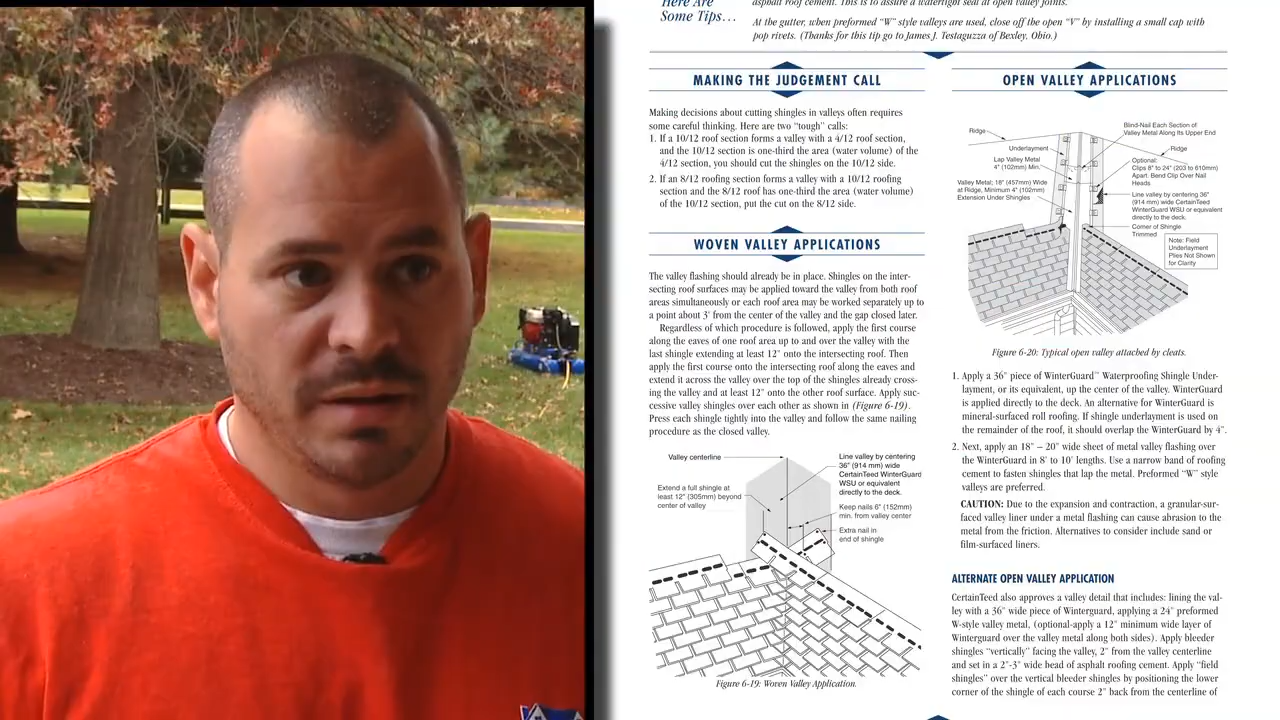 Here Are
Some Tips…
asphalt roof cement. This is to assure a watertight seal at open valley joints.
At the gutter, when preformed “W” style valleys are used, close off the open “V” by installing a small cap with
pop rivets. (Thanks for this tip go to James J. Testaguzza of Bexley, Ohio.)
MAKING THE JUDGEMENT CALL
Making decisions about cutting shingles in valleys often requires
some careful thinking. Here are two “tough” calls:
1. If a 10/12 roof section forms a valley with a 4/12 roof section,
and the 10/12 section is one-third the area (water volume) of the
4/12 section, you should cut the shingles on the 10/12 side.
2. If an 8/12 roofing section forms a valley with a 10/12 roofing
section and the 8/12 roof has one-third the area (water volume)
of the 10/12 section, put the cut on the 8/12 side.
WOVEN VALLEY APPLICATIONS
The valley flashing should already be in place. Shingles on the inter-
secting roof surfaces may be applied toward the valley from both roof
areas simultaneously or each roof area may be worked separately up to
a point about 3' from the center of the valley and the gap closed later.
Regardless of which procedure is followed, apply the first course
along the eaves of one roof area up to and over the valley with the
last shingle extending at least 12" onto the intersecting roof. Then
apply the first course onto the intersecting roof along the eaves and
extend it across the valley over the top of the shingles already cross-
ing the valley and at least 12" onto the other roof surface. Apply suc-
cessive valley shingles over each other as shown in (Figure 6-19).
Press each shingle tightly into the valley and follow the same nailing
procedure as the closed valley.
Valley centerline
Extend a full shingle at
least 12" (305mm) beyond
center of valley
Line valley by centering
36" (914 mm) wide
CertainTeed WinterGuard
WSU or equivalent
directly to the deck.
Keep nails 6" (152mm)
min. from valley center
Extra nail in
end of shingle
Figure 6-19: Woven Valley Application.
OPEN VALLEY APPLICATIONS
Ridge
Underlayment
Lap Valley Metal
4" (102mm) Min.
Valley Metal; 18" (457mm) Wide
at Ridge, Minimum 4" (102mm)
Extension Under Shingles
Blind-Nail Each Section of
Valley Metal Along Its Upper End
Ridge
Optional:
Clips 8" to 24" (203 to 610mm)
Apart: Bend Clip Over Nail
Heads
Line valley by centering 36"
(914 mm) wide CertainTeed
WinterGuard WSU or equivalent
directly to the deck.
Corner of Shingle
Trimmed
Note: Field
Underlayment
Plies Not Shown
for Clarity
Figure 6-20: Typical open valley attached by cleats.
1. Apply a 36" piece of WinterGuard™ Waterproofing Shingle Under-
layment, or its equivalent, up the center of the valley. WinterGuard
is applied directly to the deck. An alternative for WinterGuard is
mineral-surfaced roll roofing. If shingle underlayment is used on
the remainder of the roof, it should overlap the WinterGuard by 4".
2. Next, apply an 18" – 20" wide sheet of metal valley flashing over
the WinterGuard in 8' to 10' lengths. Use a narrow band of roofing
cement to fasten shingles that lap the metal. Preformed “W” style
valleys are preferred.
CAUTION: Due to the expansion and contraction, a granular-sur-
faced valley liner under a metal flashing can cause abrasion to the
metal from the friction. Alternatives to consider include sand or
film-surfaced liners.
ALTERNATE OPEN VALLEY APPLICATION
CertainTeed also approves a valley detail that includes: lining the val-
ley with a 36" wide piece of Winterguard, applying a 24" preformed
W-style valley metal, (optional-apply a 12" minimum wide layer of
Winterguard over the valley metal along both sides). Apply bleeder
shingles “vertically” facing the valley, 2" from the valley centerline
and set in a 2"-3" wide bead of asphalt roofing cement. Apply “field
shingles” over the vertical bleeder shingles by positioning the lower
corner of the shingle of each course 2" back from the centerline of